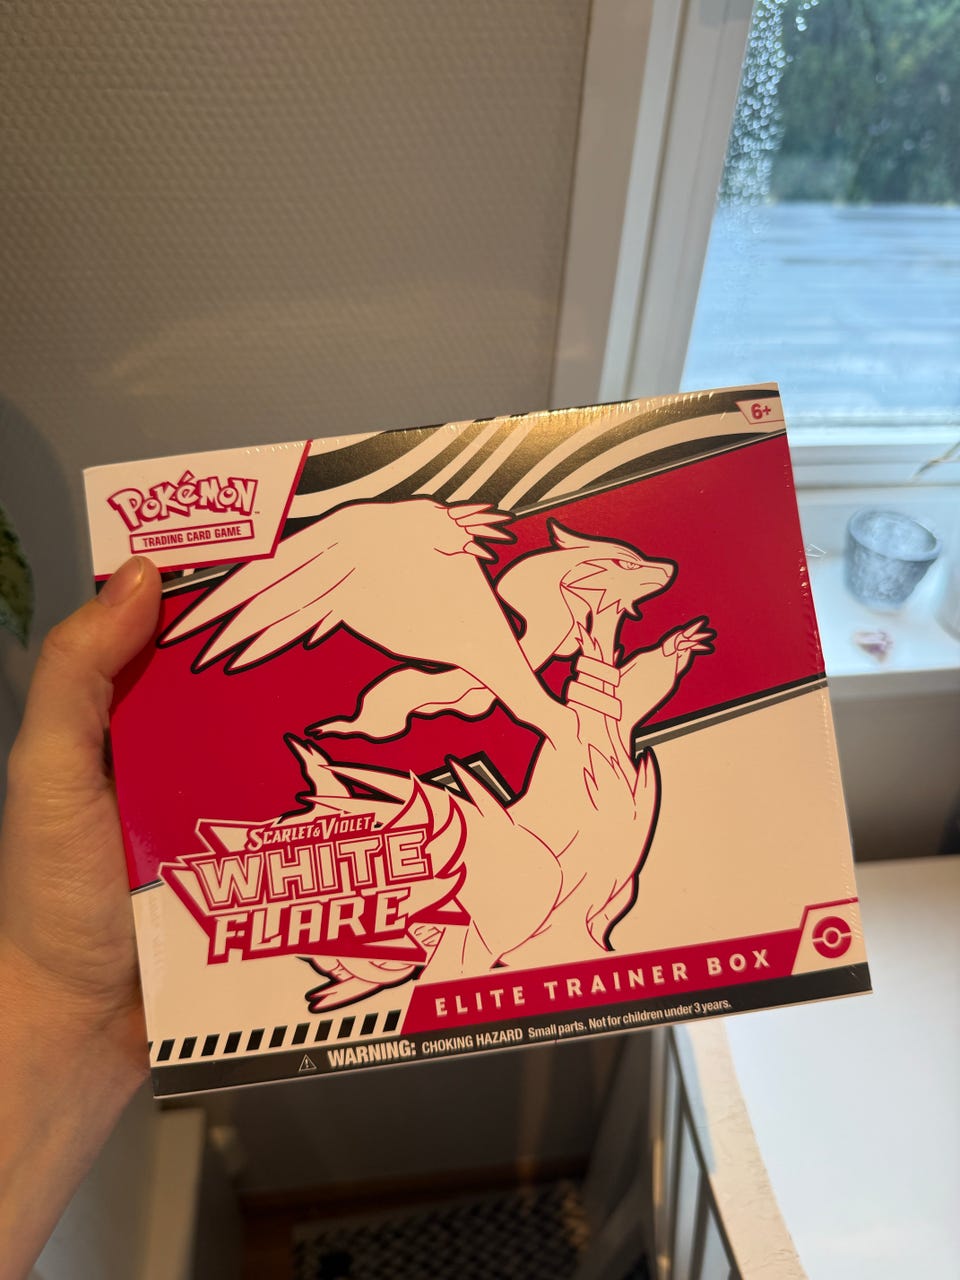 6+
POKéMON
TRADING CARD GAME
SCARLET & VIOLET
WHITE
FLARE
ELITE TRAINER BOX
WARNING: CHOKING HAZARD Small parts. Not for children under 3 years.